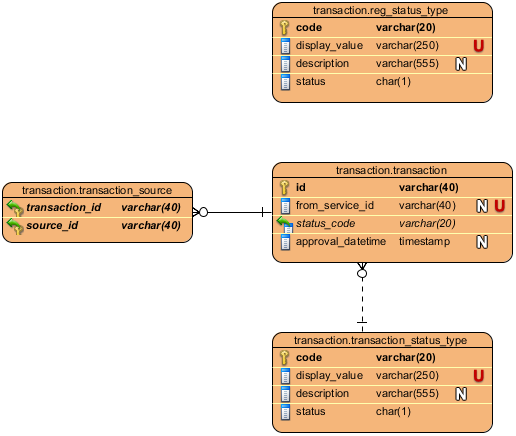 transaction.reg_status_type
code varchar(20)
display_value varchar(250) U
description varchar(555) N
status char(1)
transaction.transaction_source
transaction_id varchar(40)
source_id varchar(40)
transaction.transaction
id varchar(40)
from_service_id varchar(40) N U
status_code varchar(20)
approval_datetime timestamp N
transaction.transaction_status_type
code varchar(20)
display_value varchar(250) U
description varchar(555) N
status char(1)